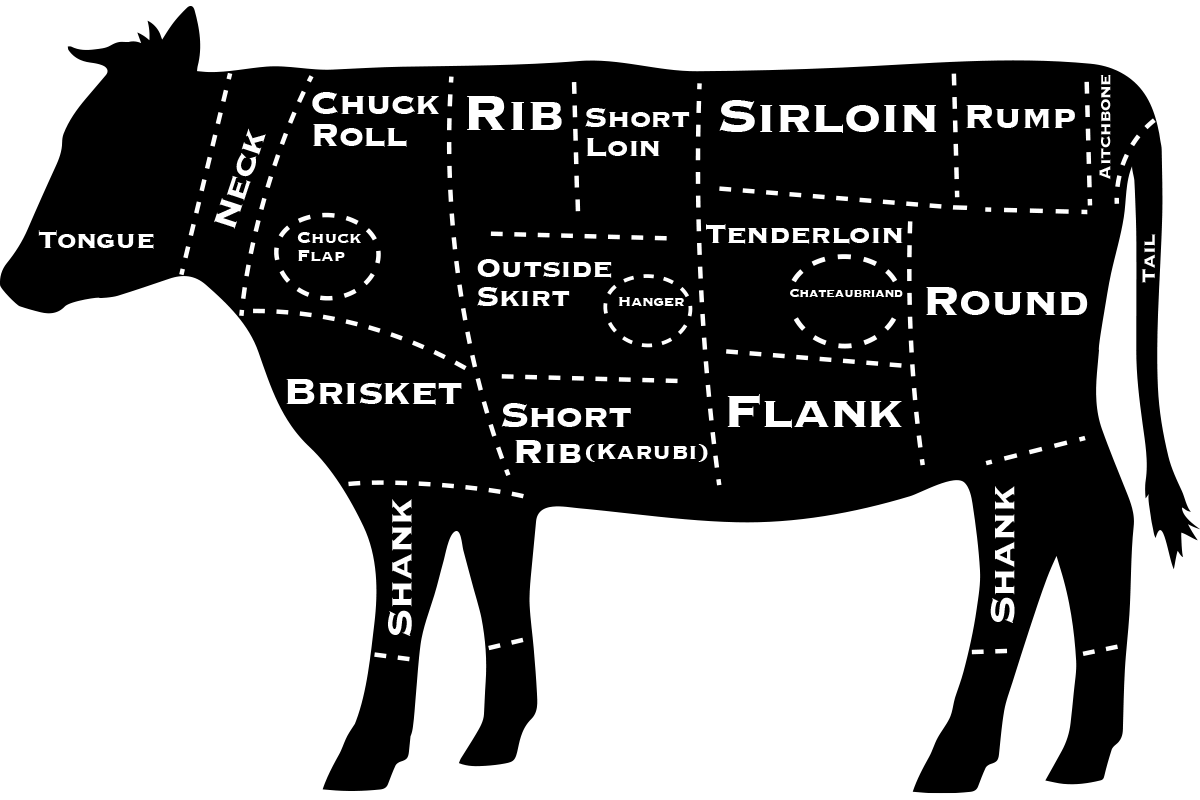 Tongue
Neck
Chuck
Roll
Chuck
Flap
Rib
Short
Loin
Sirloin
Rump
Aitchbone
Tail
Outside
Skirt
Hanger
Tenderloin
Chateaubriand
Round
Brisket
Short
Rib (Karubi)
Flank
Shank
Shank